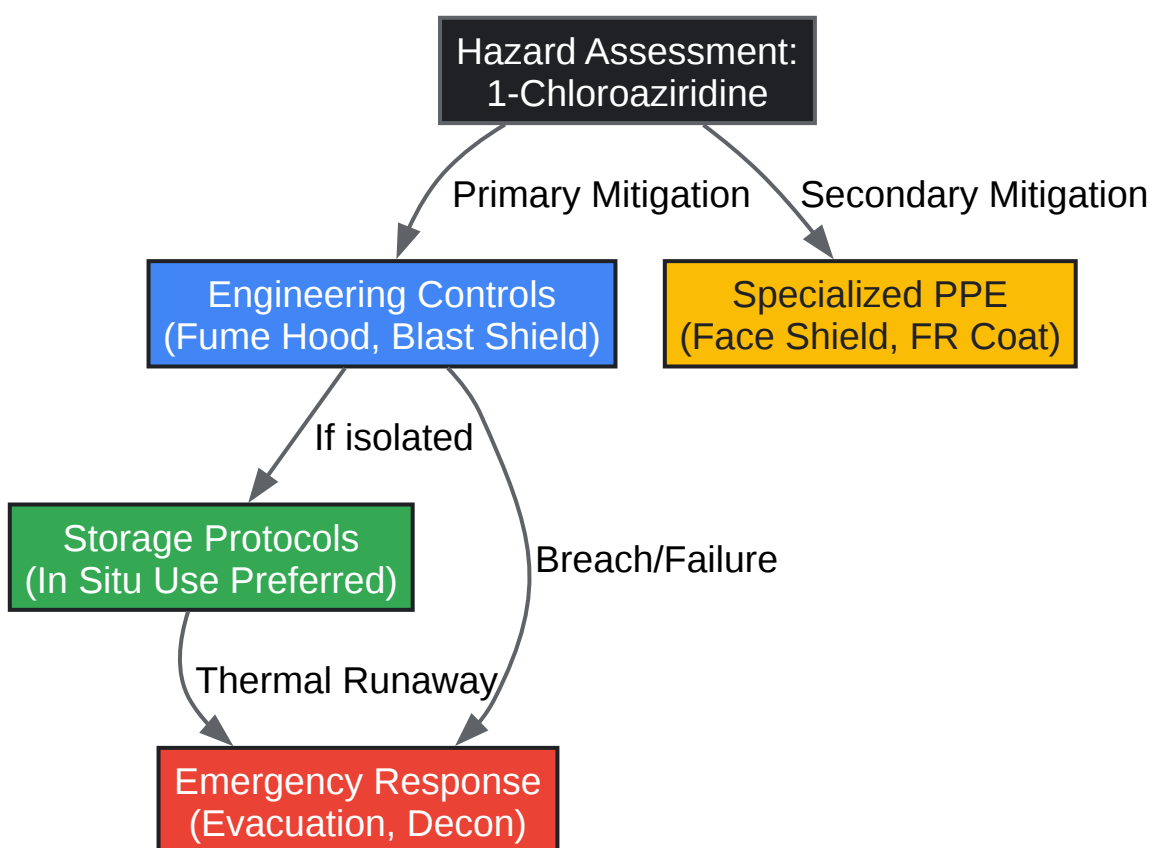 Hazard Assessment:
1-Chloroaziridine
Primary Mitigation
Secondary Mitigation
Engineering Controls
(Fume Hood, Blast Shield)
Specialized PPE
(Face Shield, FR Coat)
If isolated
Storage Protocols
(In Situ Use Preferred)
Breach/Failure
Thermal Runaway
Emergency Response
(Evacuation, Decon)